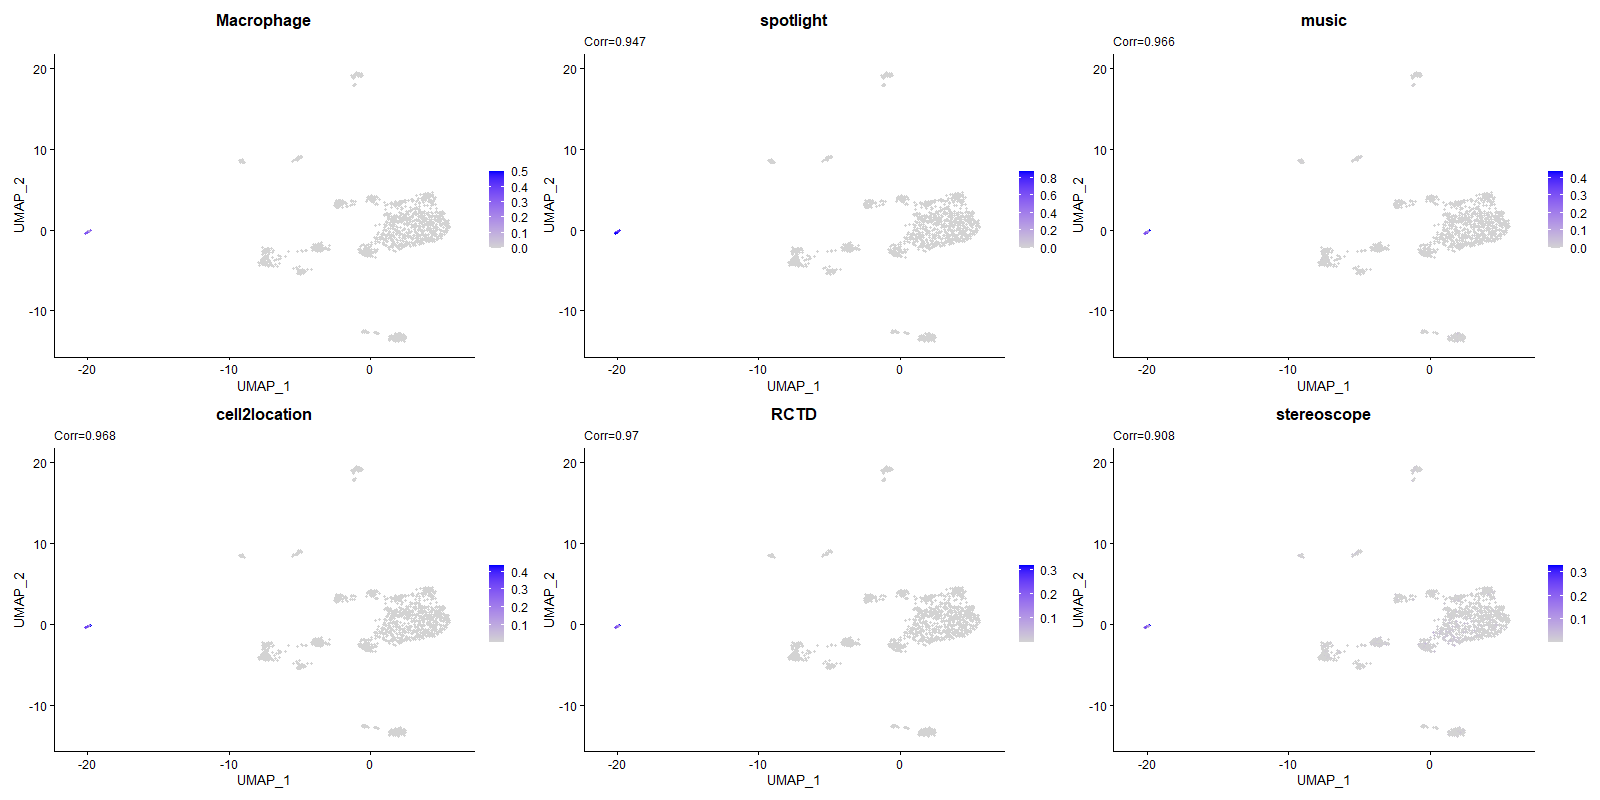 Macrophage
20
10
0
-10
-20
-10
0
UMAP_1
UMAP_2
0.5
0.4
0.3
0.2
0.1
0.0
spotlight
Corr=0.947
20
10
0
-10
-20
-10
0
UMAP_1
UMAP_2
0.8
0.6
0.4
0.2
0.0
music
Corr=0.966
20
10
0
-10
-20
-10
0
UMAP_1
UMAP_2
0.4
0.3
0.2
0.1
0.0
cell2location
Corr=0.968
20
10
0
-10
-20
-10
0
UMAP_1
UMAP_2
0.4
0.3
0.2
0.1
RCTD
Corr=0.97
20
10
0
-10
-20
-10
0
UMAP_1
UMAP_2
0.3
0.2
0.1
stereoscope
Corr=0.908
20
10
0
-10
-20
-10
0
UMAP_1
UMAP_2
0.3
0.2
0.1